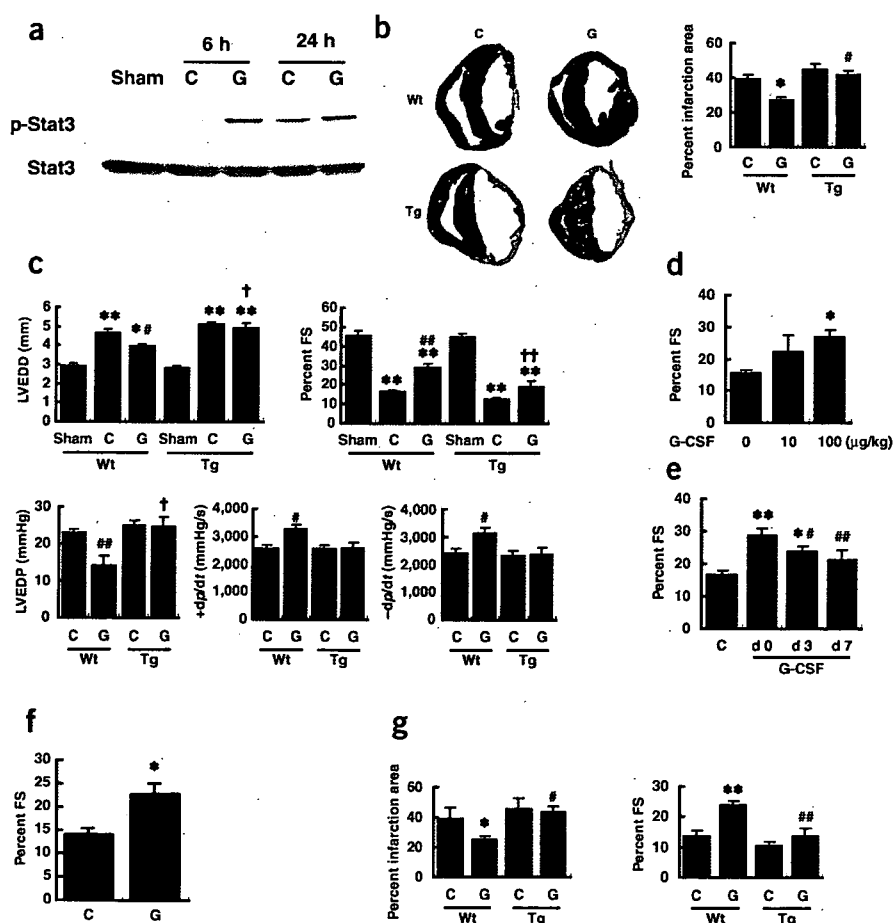 a
6 h
24 h
Sham
C
G
C
G
p-Stat3
Stat3
b
C
G
Wt
Tg
Percent infarction area
60
40
20
0
*
#
C
G
C
G
Wt
Tg
c
LVEDD (mm)
6
5
4
3
2
1
0
**
*#
**
†
**
Sham
C
G
Sham
C
G
Wt
Tg
Percent FS
60
50
40
30
20
10
0
**
##
**
**
††
**
Sham
C
G
Sham
C
G
Wt
Tg
d
Percent FS
40
30
20
10
0
*
G-CSF
0
10
100 (μg/kg)
LVEDP (mmHg)
30
20
10
0
##
†
C
G
C
G
Wt
Tg
+dp/dt (mmHg/s)
4,000
3,000
2,000
1,000
0
#
C
G
C
G
Wt
Tg
−dp/dt (mmHg/s)
4,000
3,000
2,000
1,000
0
#
C
G
C
G
Wt
Tg
e
Percent FS
40
30
20
10
0
**
*#
##
C
d 0
d 3
d 7
G-CSF
f
Percent FS
30
25
20
15
10
5
0
*
C
G
g
Percent infarction area
60
40
20
0
*
#
C
G
C
G
Wt
Tg
Percent FS
30
20
10
0
**
##
C
G
C
G
Wt
Tg